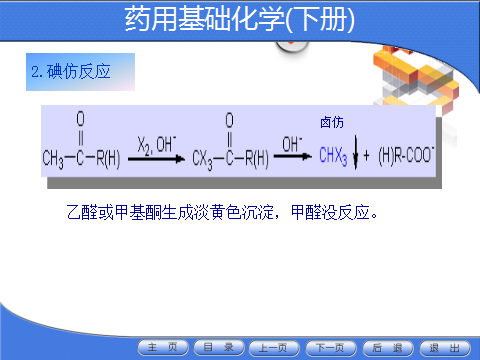 药用基础化学(下册)
2.碘仿反应
O
O
卤仿
CH₃—C—R(H) X₂, OH⁻ CX₃—C—R(H) OH⁻ CHX₃↓ + (H)R-COO⁻
乙醛或甲基酮生成淡黄色沉淀，甲醛没反应。
主 页 目 录 上一页 下一页 后 退 退 出